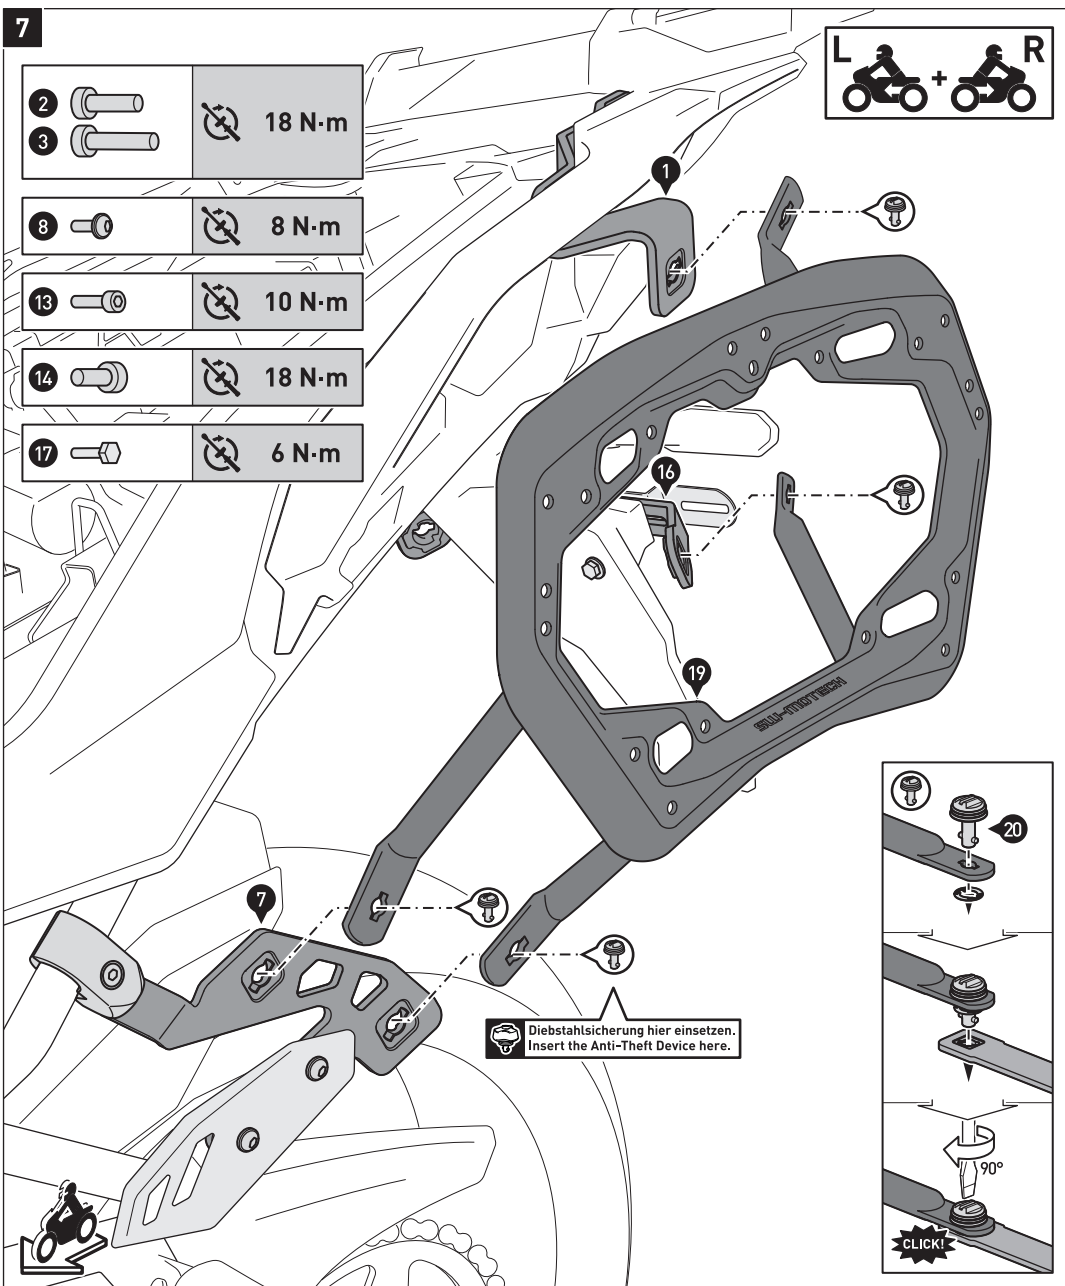 7
L + R
2
3
18 N·m
8
8 N·m
13
10 N·m
14
18 N·m
17
6 N·m
1
16
19
SW-MOTECH
7
20
Diebstahlsicherung hier einsetzen.
Insert the Anti-Theft Device here.
90°
CLICK!